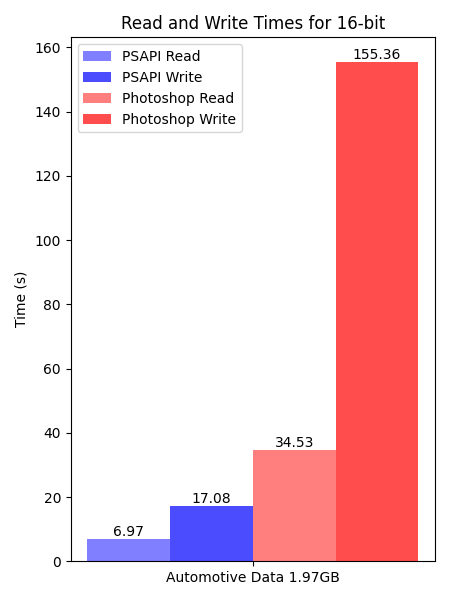 Read and Write Times for 16-bit
PSAPI Read
PSAPI Write
Photoshop Read
Photoshop Write
160
140
120
100
80
60
40
20
0
Time (s)
6.97
17.08
34.53
155.36
Automotive Data 1.97GB